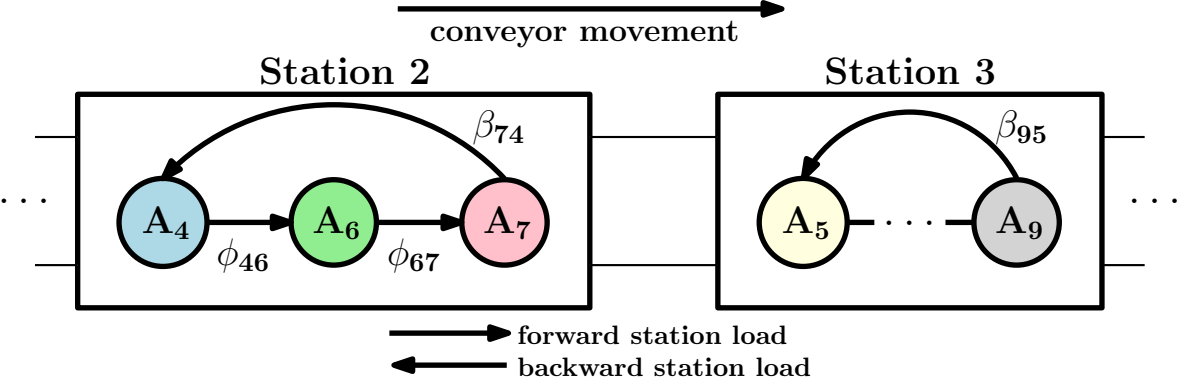 conveyor movement
Station 2
Station 3
β74
β95
. . .
A4
A6
A7
A5
. . .
A9
. . .
ϕ46
ϕ67
forward station load
backward station load